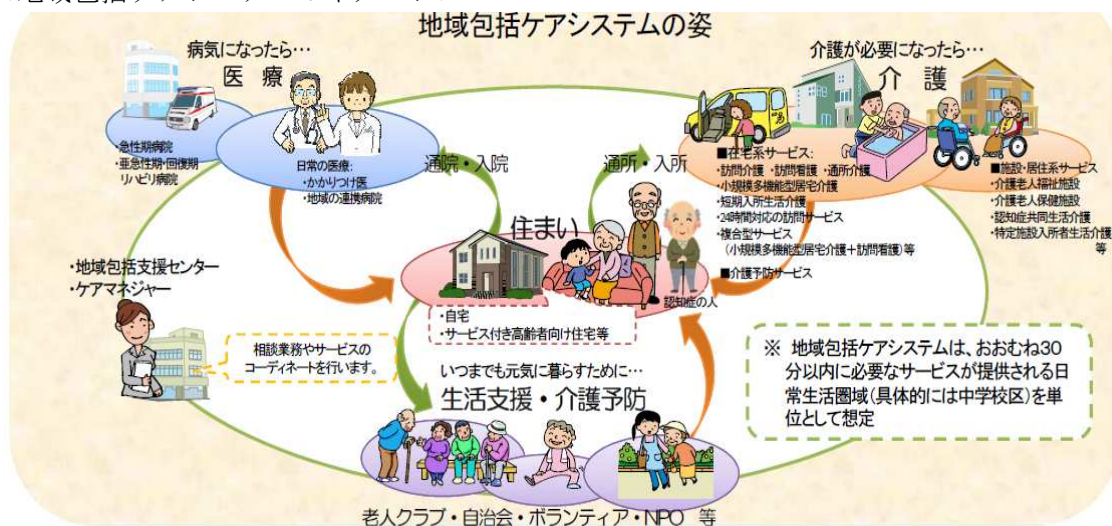 地域包括ケアシステムの姿
病気になったら…
医 療
・急性期病院
・亜急性期・回復期
リハビリ病院
日常の医療:
・かかりつけ医
・地域の連携病院
通院・入院
介護が必要になったら…
介 護
通所・入所
■在宅系サービス:
・訪問介護 ・訪問看護 ・通所介護
・小規模多機能型居宅介護
・短期入所生活介護
・24時間対応の訪問サービス
・複合型サービス
(小規模多機能型居宅介護+訪問看護)等
■介護予防サービス
■施設・居住系サービス
・介護老人福祉施設
・介護老人保健施設
・認知症共同生活介護
・特定施設入所者生活介護
等
住まい
認知症の人
・自宅
・サービス付き高齢者向け住宅等
・地域包括支援センター
・ケアマネジャー
相談業務やサービスの
コーディネートを行います。
いつまでも元気に暮らすために…
生活支援・介護予防
老人クラブ・自治会・ボランティア・NPO 等
※ 地域包括ケアシステムは、おおむね30
分以内に必要なサービスが提供される日
常生活圏域(具体的には中学校区)を単
位として想定